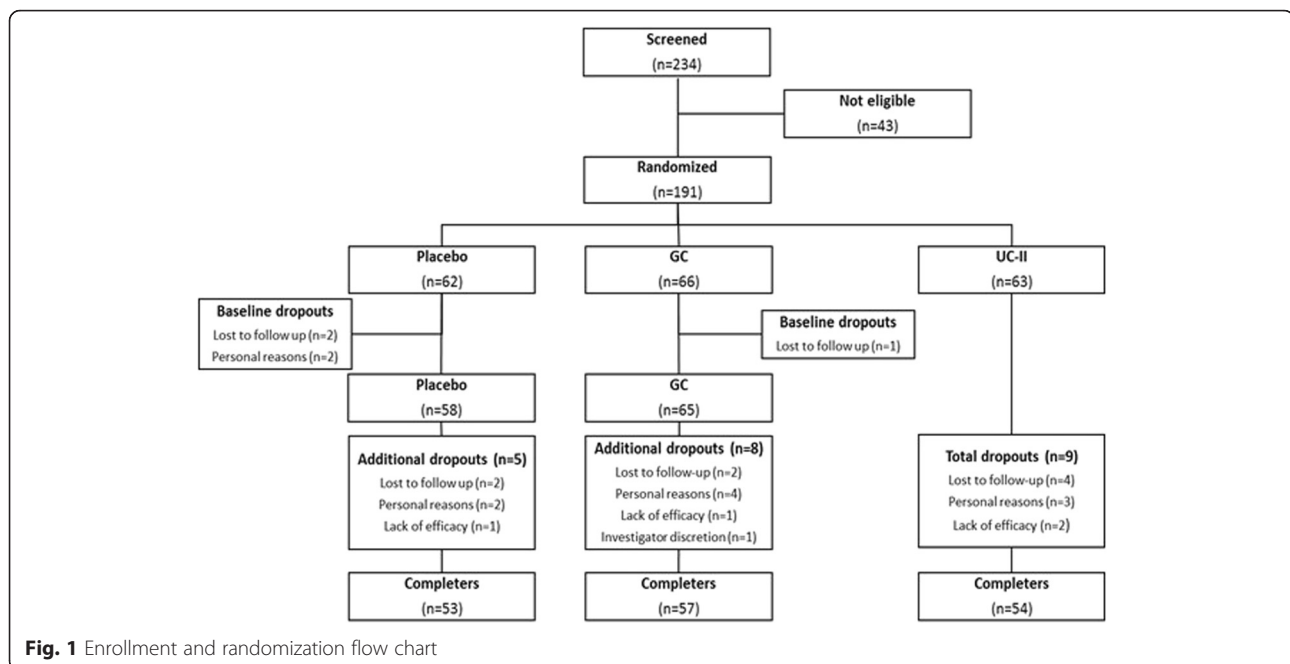 Screened
(n=234)
Not eligible
(n=43)
Randomized
(n=191)
Placebo
(n=62)
GC
(n=66)
UC-II
(n=63)
Baseline dropouts
Lost to follow up (n=2)
Personal reasons (n=2)
Baseline dropouts
Lost to follow up (n=1)
Placebo
(n=58)
GC
(n=65)
Additional dropouts (n=5)
Lost to follow up (n=2)
Personal reasons (n=2)
Lack of efficacy (n=1)
Additional dropouts (n=8)
Lost to follow-up (n=2)
Personal reasons (n=4)
Lack of efficacy (n=1)
Investigator discretion (n=1)
Total dropouts (n=9)
Lost to follow-up (n=4)
Personal reasons (n=3)
Lack of efficacy (n=2)
Completers
(n=53)
Completers
(n=57)
Completers
(n=54)
Fig. 1 Enrollment and randomization flow chart